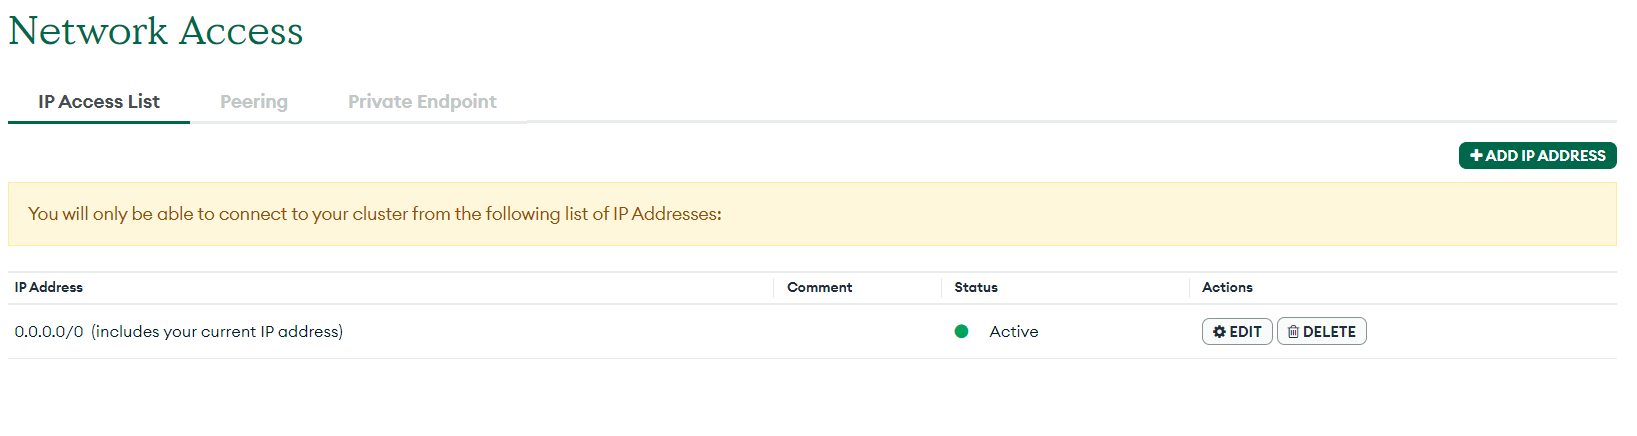 Network Access
IP Access List Peering Private Endpoint
+ ADD IP ADDRESS
You will only be able to connect to your cluster from the following list of IP Addresses:
IP Address Comment Status Actions
0.0.0.0/0 (includes your current IP address) Active EDIT DELETE